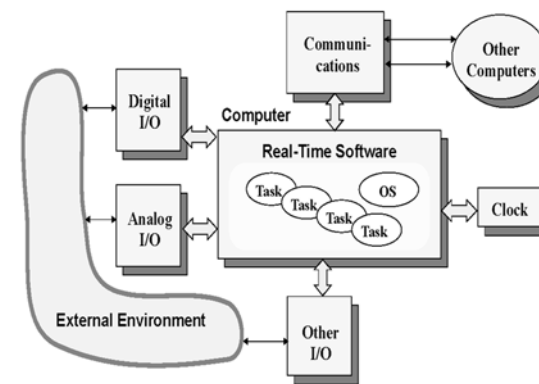 Communi-
cations
Other
Computers
Digital
I/O
Computer
Real-Time Software
Task
OS
Task
Task
Task
Analog
I/O
Clock
External Environment
Other
I/O